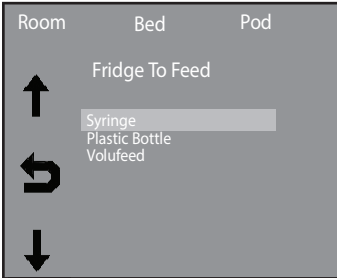 Room Bed Pod
Fridge To Feed
Syringe
Plastic Bottle
Volufeed